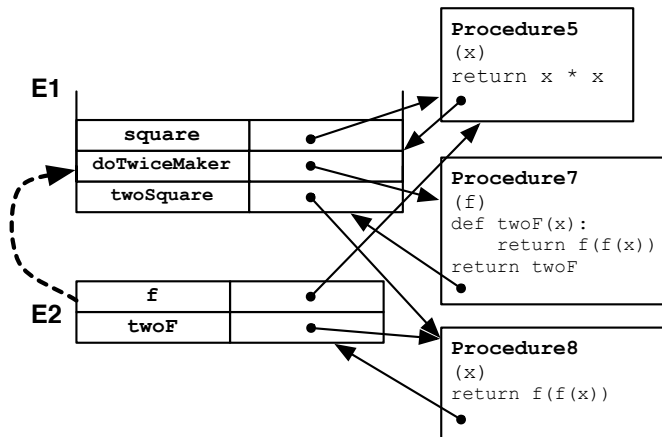 E1
square
doTwiceMaker
twoSquare
E2
f
twoF
Procedure5
(x)
return x * x
Procedure7
(f)
def twoF(x):
    return f(f(x))
return twoF
Procedure8
(x)
return f(f(x))